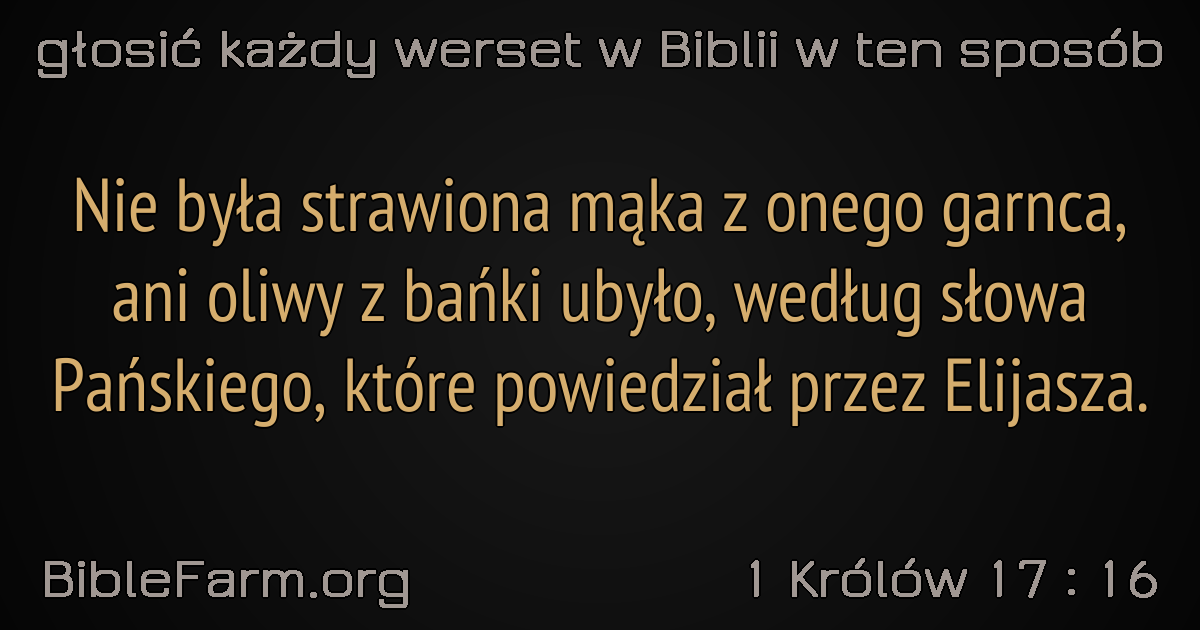 głosić każdy werset w Biblii w ten sposób
Nie była strawiona mąka z onego garnca,
ani oliwy z bańki ubyło, według słowa
Pańskiego, które powiedział przez Elijasza.
BibleFarm.org 1 Królów 17 : 16